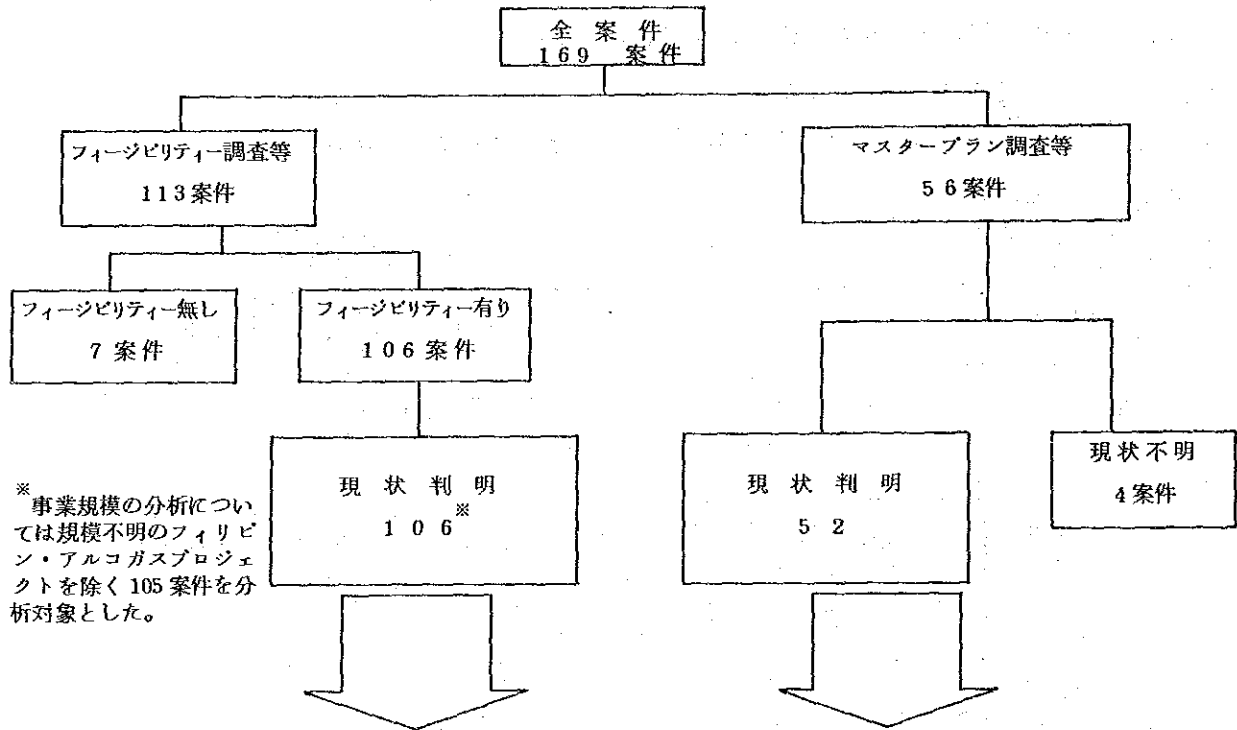 全案件
169 案件
フィージビリティー調査等
113案件
マスタープラン調査等
56案件
フィージビリティー無し
7案件
フィージビリティー有り
106案件
現状判明
106※
現状判明
52
現状不明
4案件
※
事業規模の分析につい
ては規模不明のフィリピ
ン・アルコガスプロジェ
クトを除く105案件を分
析対象とした。